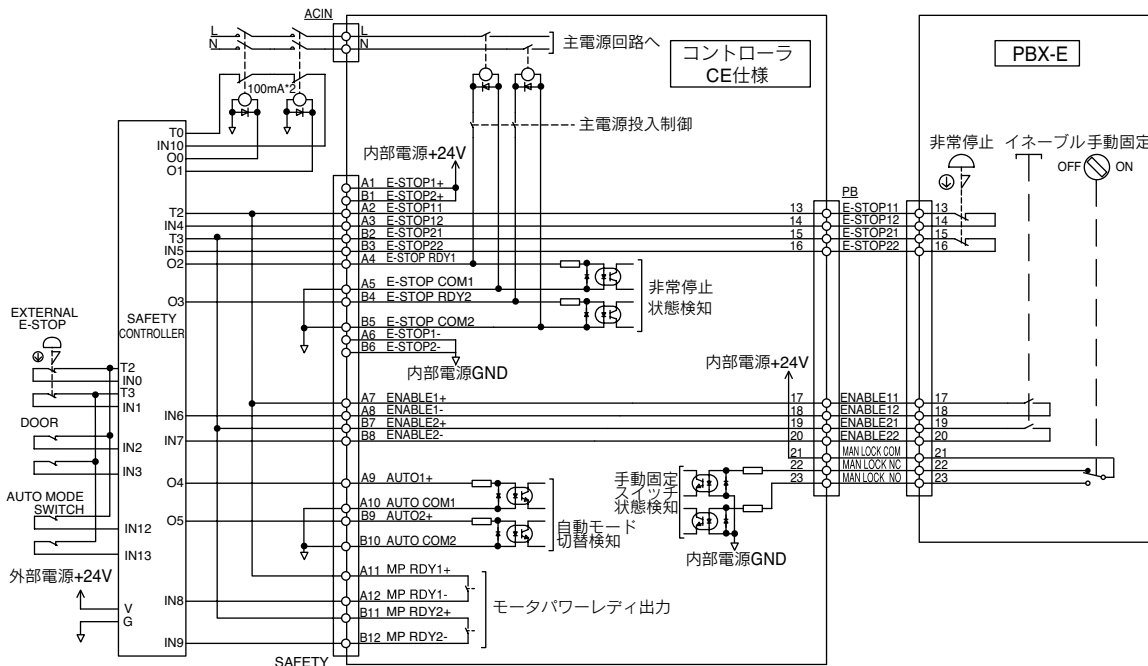 ACIN
L
N
L
N
主電源回路へ
コントローラ
CE仕様
PBX-E
100mA*2
主電源投入制御
非常停止
イネーブル
手動固定
OFF
ON
内部電源+24V
T0
IN10
O0
O1
A1 E-STOP1+
B1 E-STOP2+
T2
A2 E-STOP11
13
PB
E-STOP11
13
IN4
A3 E-STOP12
14
E-STOP12
14
T3
B2 E-STOP21
15
E-STOP21
15
IN5
B3 E-STOP22
16
E-STOP22
16
O2
A4 E-STOP RDY1
A5 E-STOP COM1
O3
B4 E-STOP RDY2
非常停止
状態検知
B5 E-STOP COM2
A6 E-STOP1-
B6 E-STOP2-
内部電源GND
EXTERNAL
E-STOP
SAFETY
CONTROLLER
T2
IN0
T3
IN1
内部電源+24V
A7 ENABLE1+
17
ENABLE11
17
IN6
A8 ENABLE1-
18
ENABLE12
18
B7 ENABLE2+
19
ENABLE21
19
IN7
B8 ENABLE2-
20
ENABLE22
20
21
MAN LOCK COM
21
22
MAN LOCK NC
22
23
MAN LOCK NO
23
DOOR
IN2
IN3
O4
A9 AUTO1+
手動固定
スイッチ
状態検知
AUTO MODE
SWITCH
A10 AUTO COM1
O5
B9 AUTO2+
自動モード
切替検知
IN12
B10 AUTO COM2
IN13
内部電源GND
外部電源+24V
A11 MP RDY1+
V
G
IN8
A12 MP RDY1-
モータパワーレディ出力
B11 MP RDY2+
IN9
B12 MP RDY2-
SAFETY